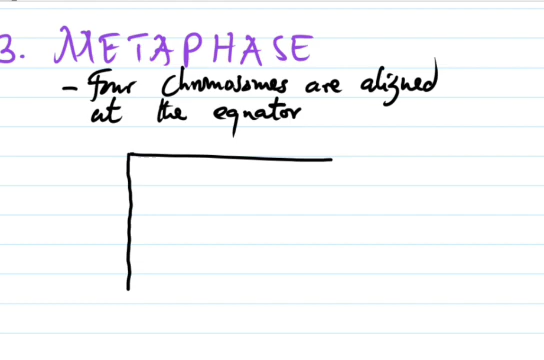 3. METAPHASE
- Four chromosomes are aligned
at the equator